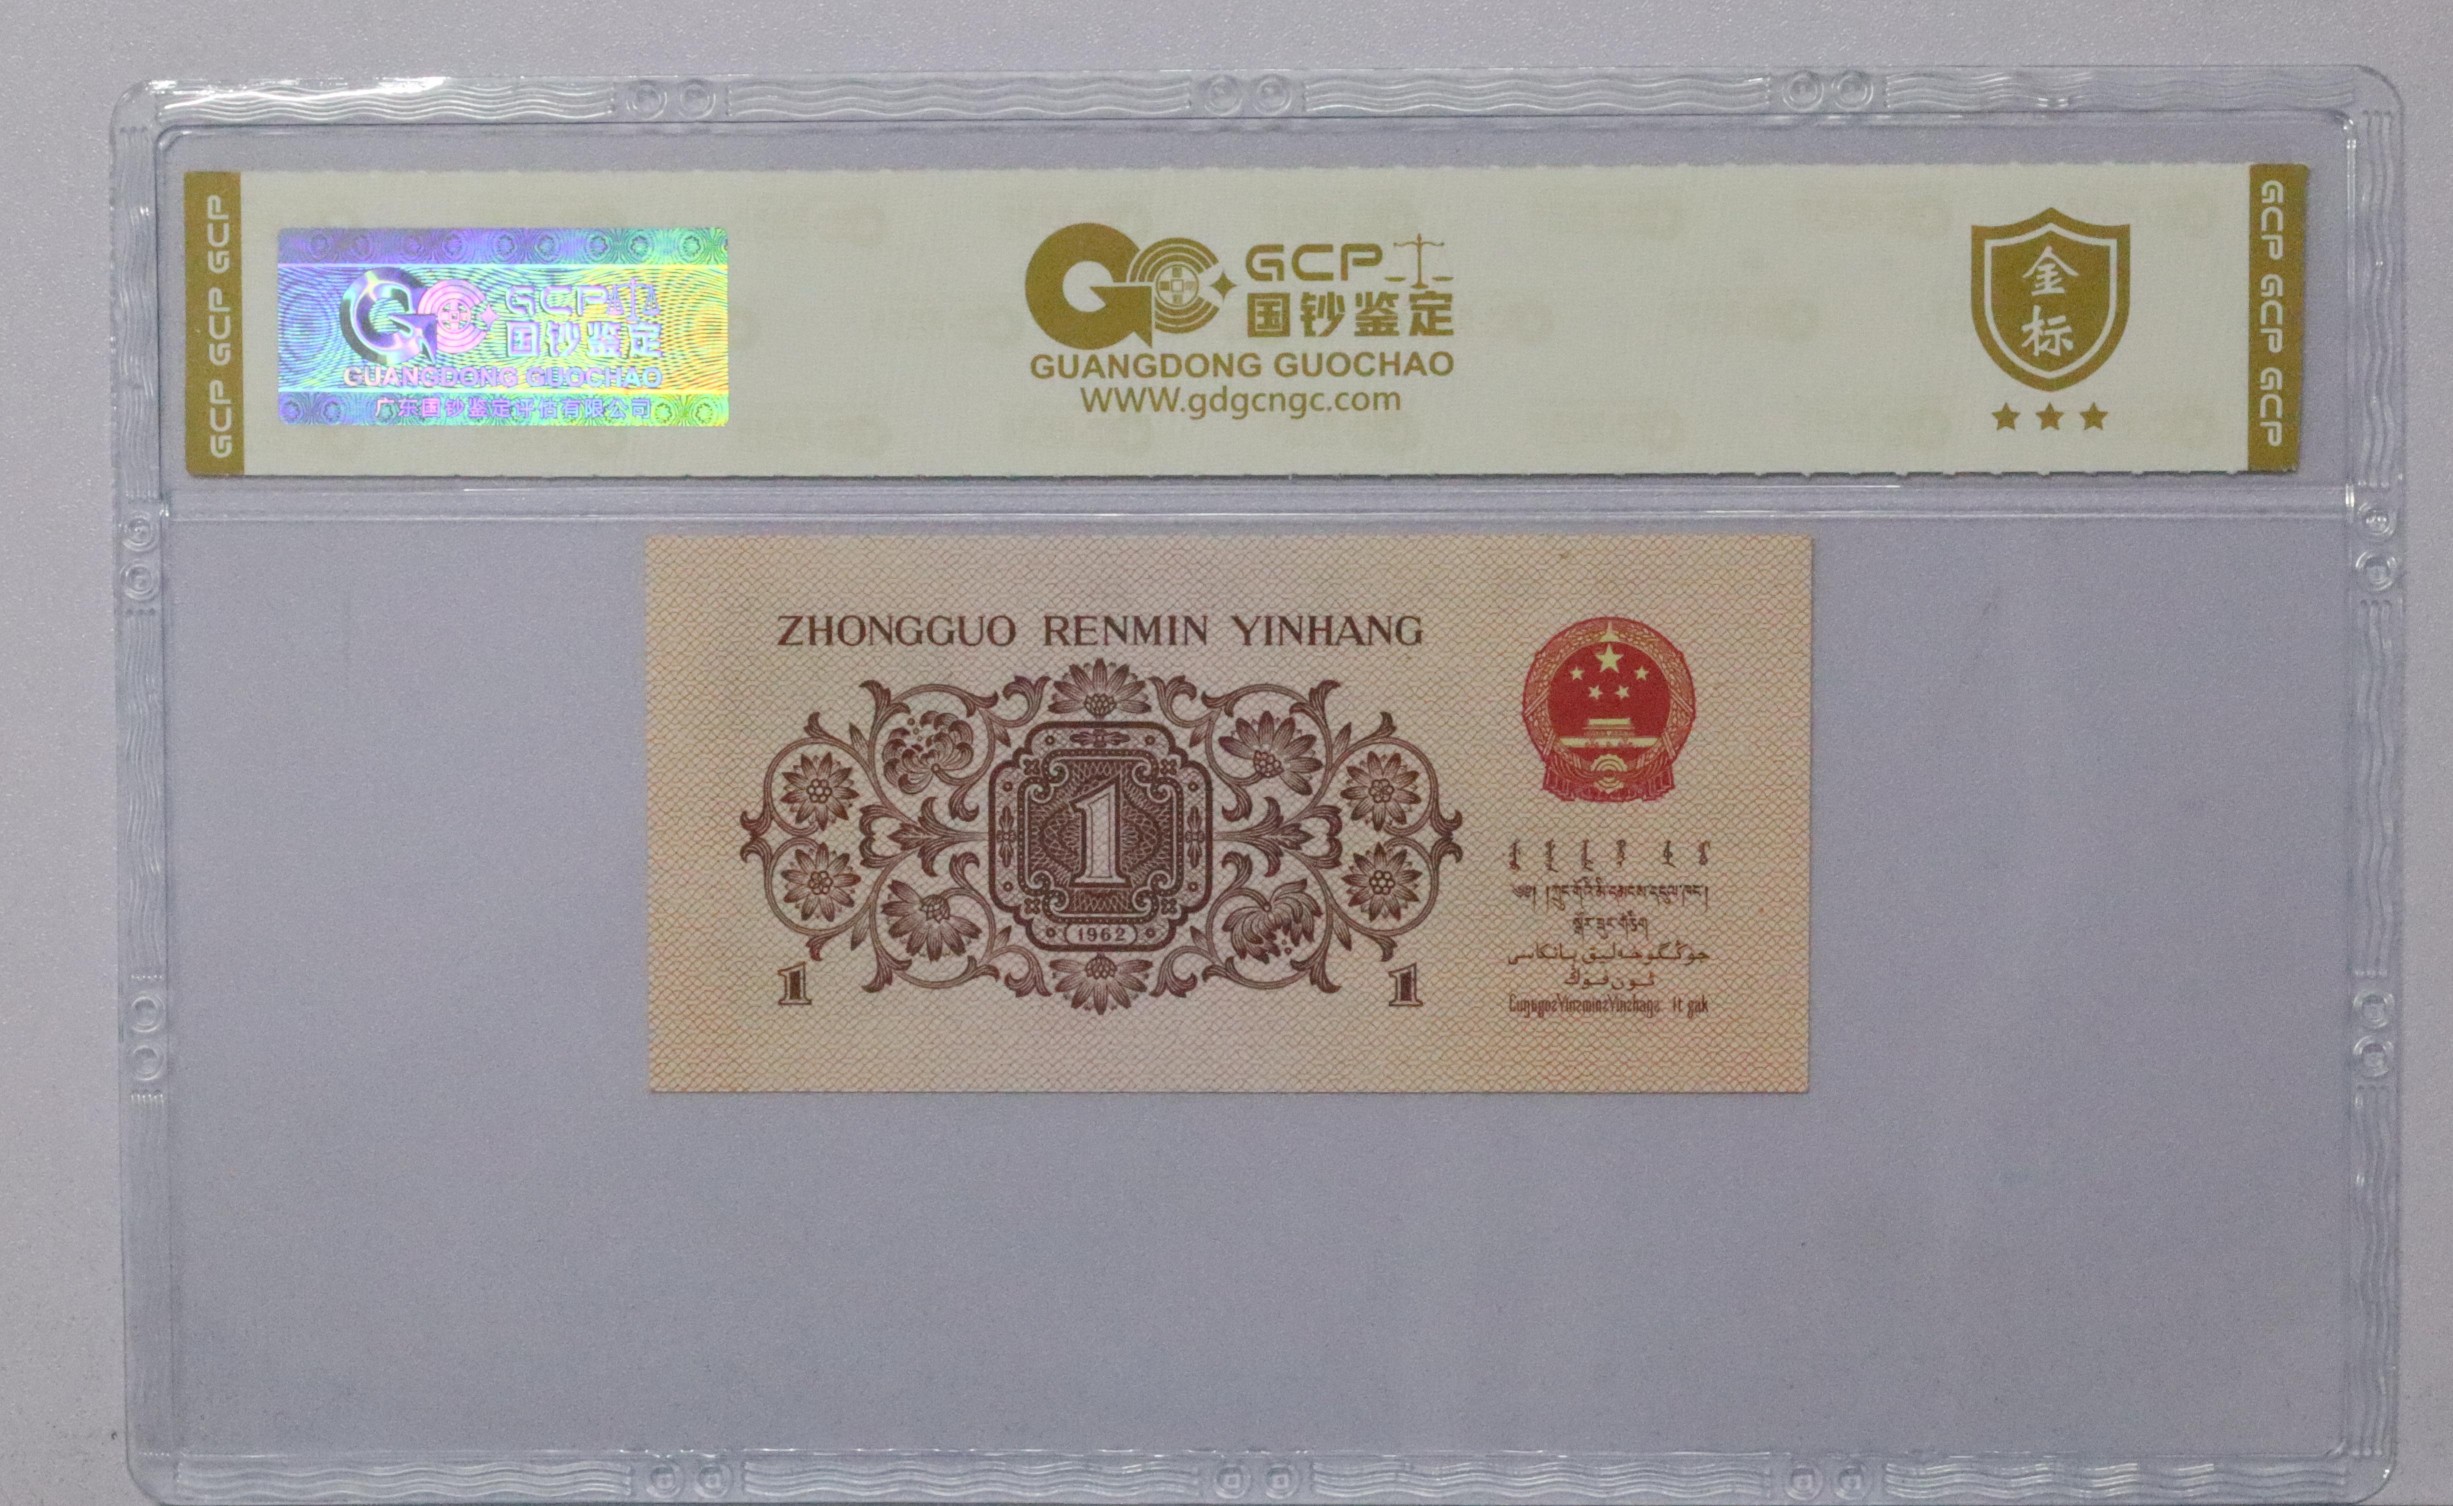 GCP GCP GCP
GCP
国钞鉴定
GUANGDONG GUOCHAO
广东国钞鉴定评估有限公司
GCP
国钞鉴定
GUANGDONG GUOCHAO
WWW.gdgcngc.com
金
标
GCP GCP GCP
ZHONGGUO RENMIN YINHANG
1
1962
1
1